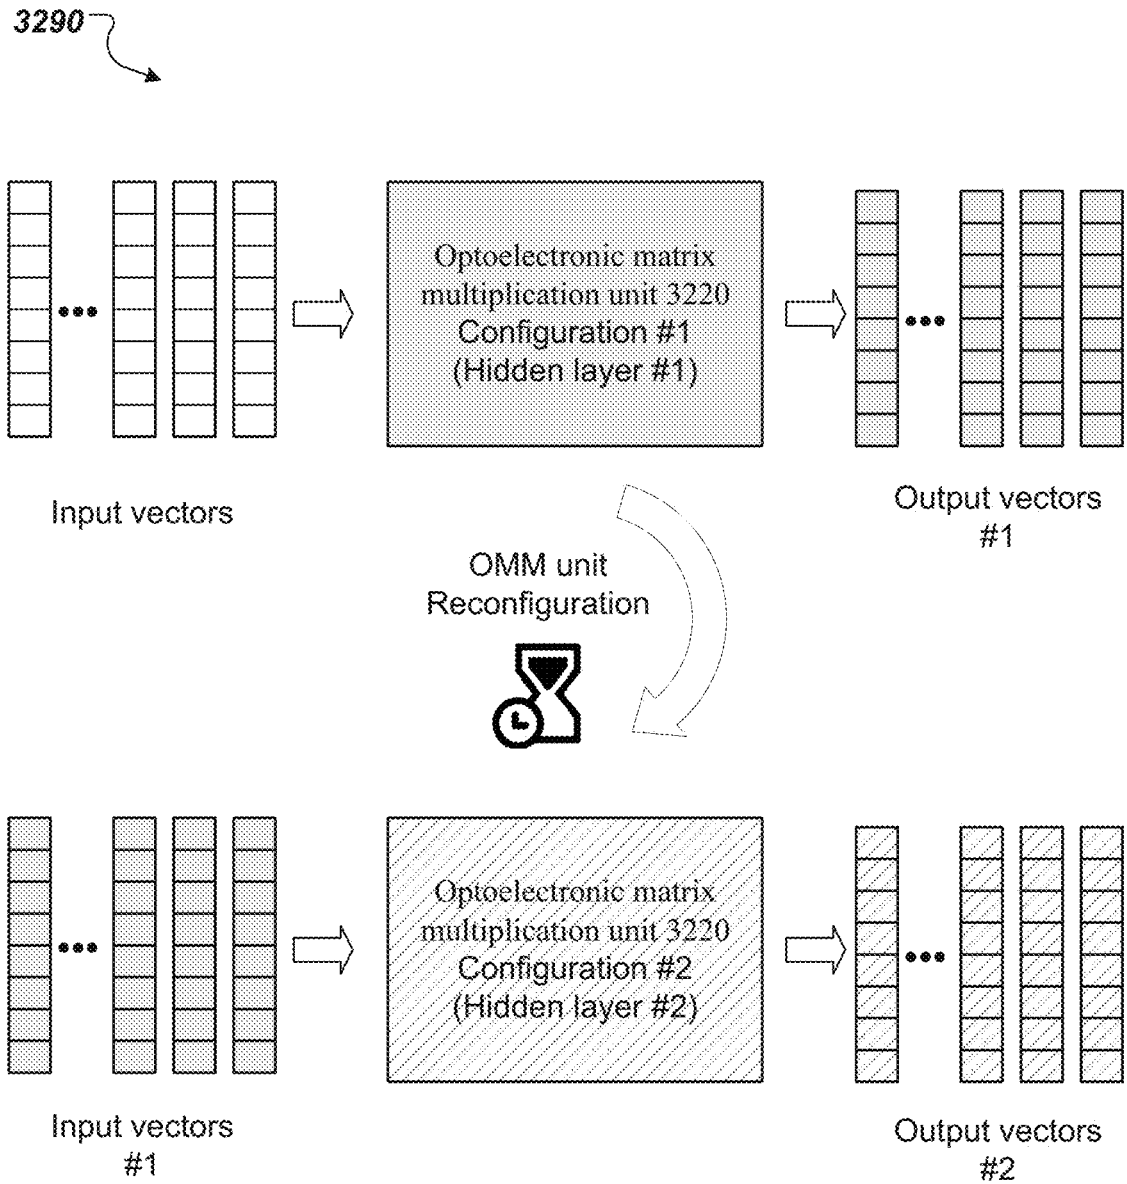 3290
Optoelectronic matrix
multiplication unit 3220
Configuration #1
(Hidden layer #1)
Input vectors
Output vectors
#1
OMM unit
Reconfiguration
Optoelectronic matrix
multiplication unit 3220
Configuration #2
(Hidden layer #2)
Input vectors
#1
Output vectors
#2